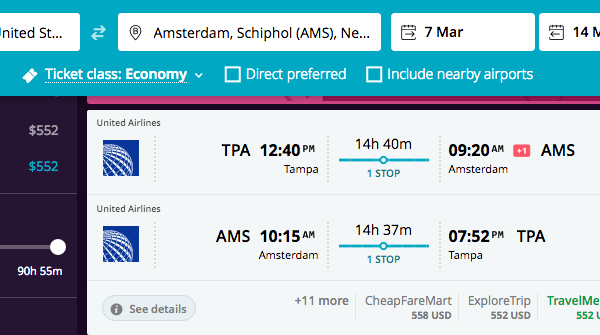 United St...
Amsterdam, Schiphol (AMS), Ne...
7 Mar
14 M
Ticket class: Economy
Direct preferred
Include nearby airports
$552
$552
90h 55m
United Airlines
TPA 12:40 PM
Tampa
14h 40m
1 STOP
09:20 AM +1 AMS
Amsterdam
United Airlines
AMS 10:15 AM
Amsterdam
14h 37m
1 STOP
07:52 PM TPA
Tampa
See details
+11 more
CheapFareMart
558 USD
ExploreTrip
552 USD
TravelMe
552 U